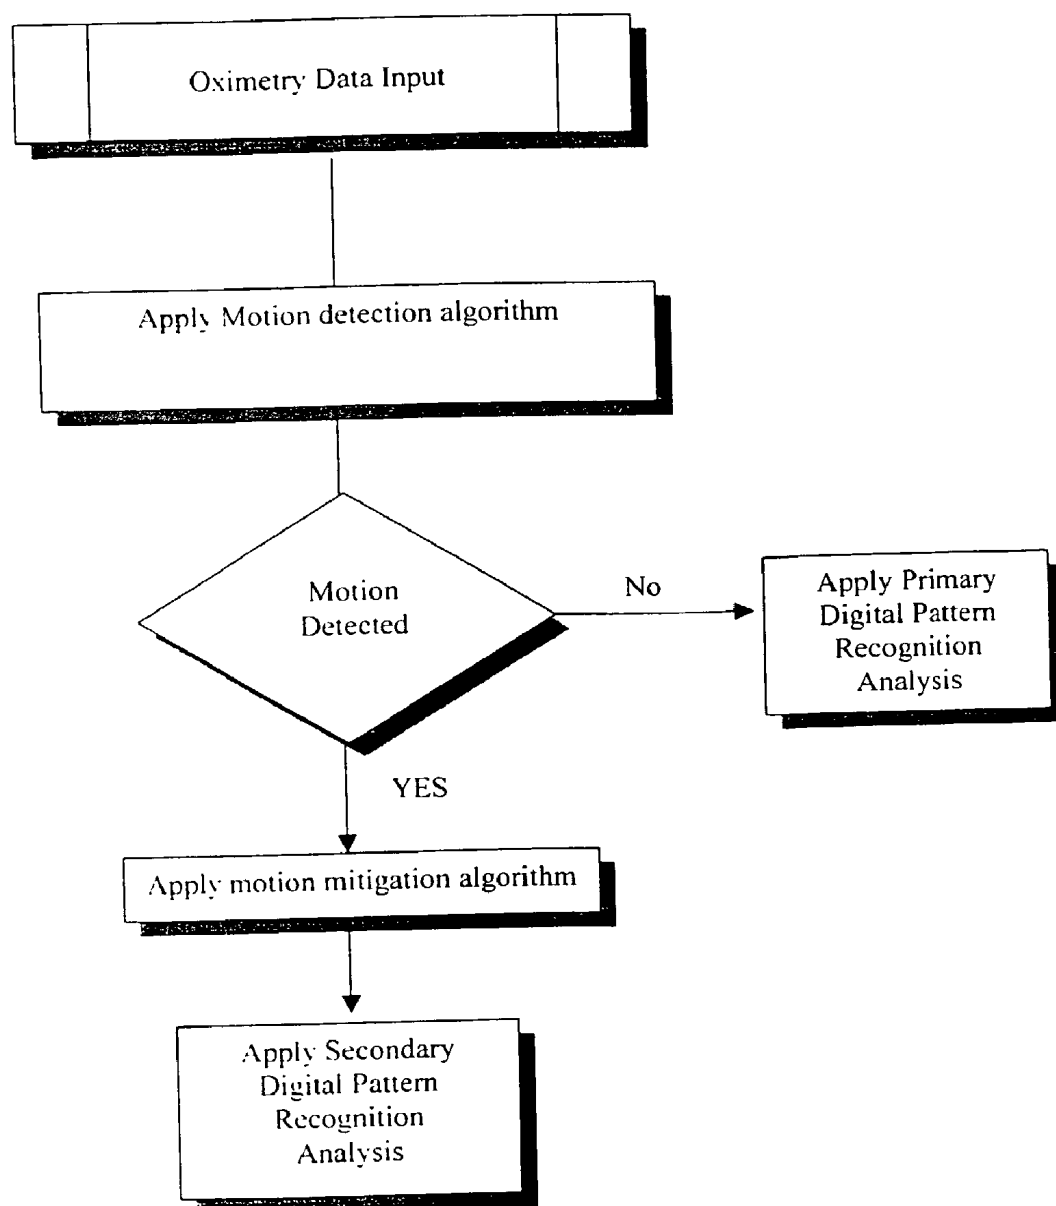 Oximetry Data Input
Apply Motion detection algorithm
Motion
Detected
No
Apply Primary
Digital Pattern
Recognition
Analysis
YES
Apply motion mitigation algorithm
Apply Secondary
Digital Pattern
Recognition
Analysis